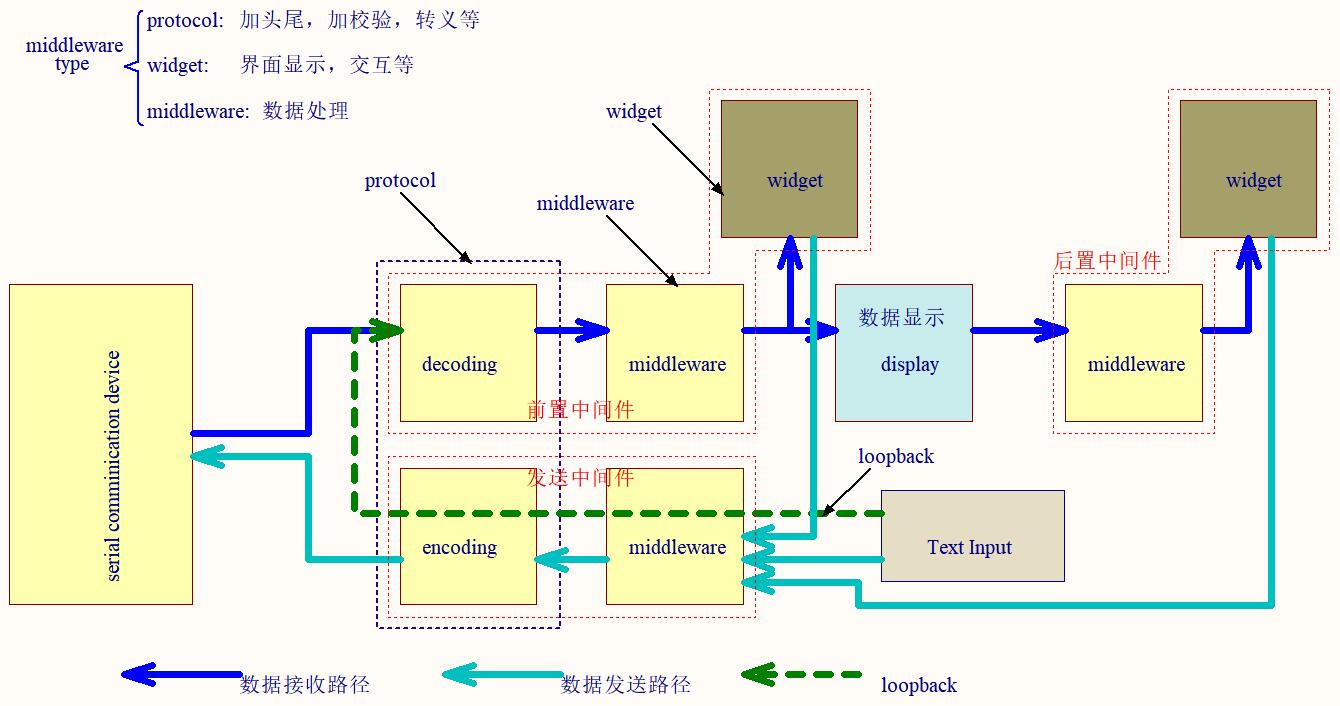 middleware
type
protocol: 加头尾，加校验，转义等
widget: 界面显示，交互等
middleware: 数据处理
widget
protocol
middleware
widget
widget
后置中间件
serial comminication device
decoding
middleware
数据显示
display
middleware
前置中间件
发送中间件
loopback
encoding
middleware
Text Input
数据接收路径
数据发送路径
loopback